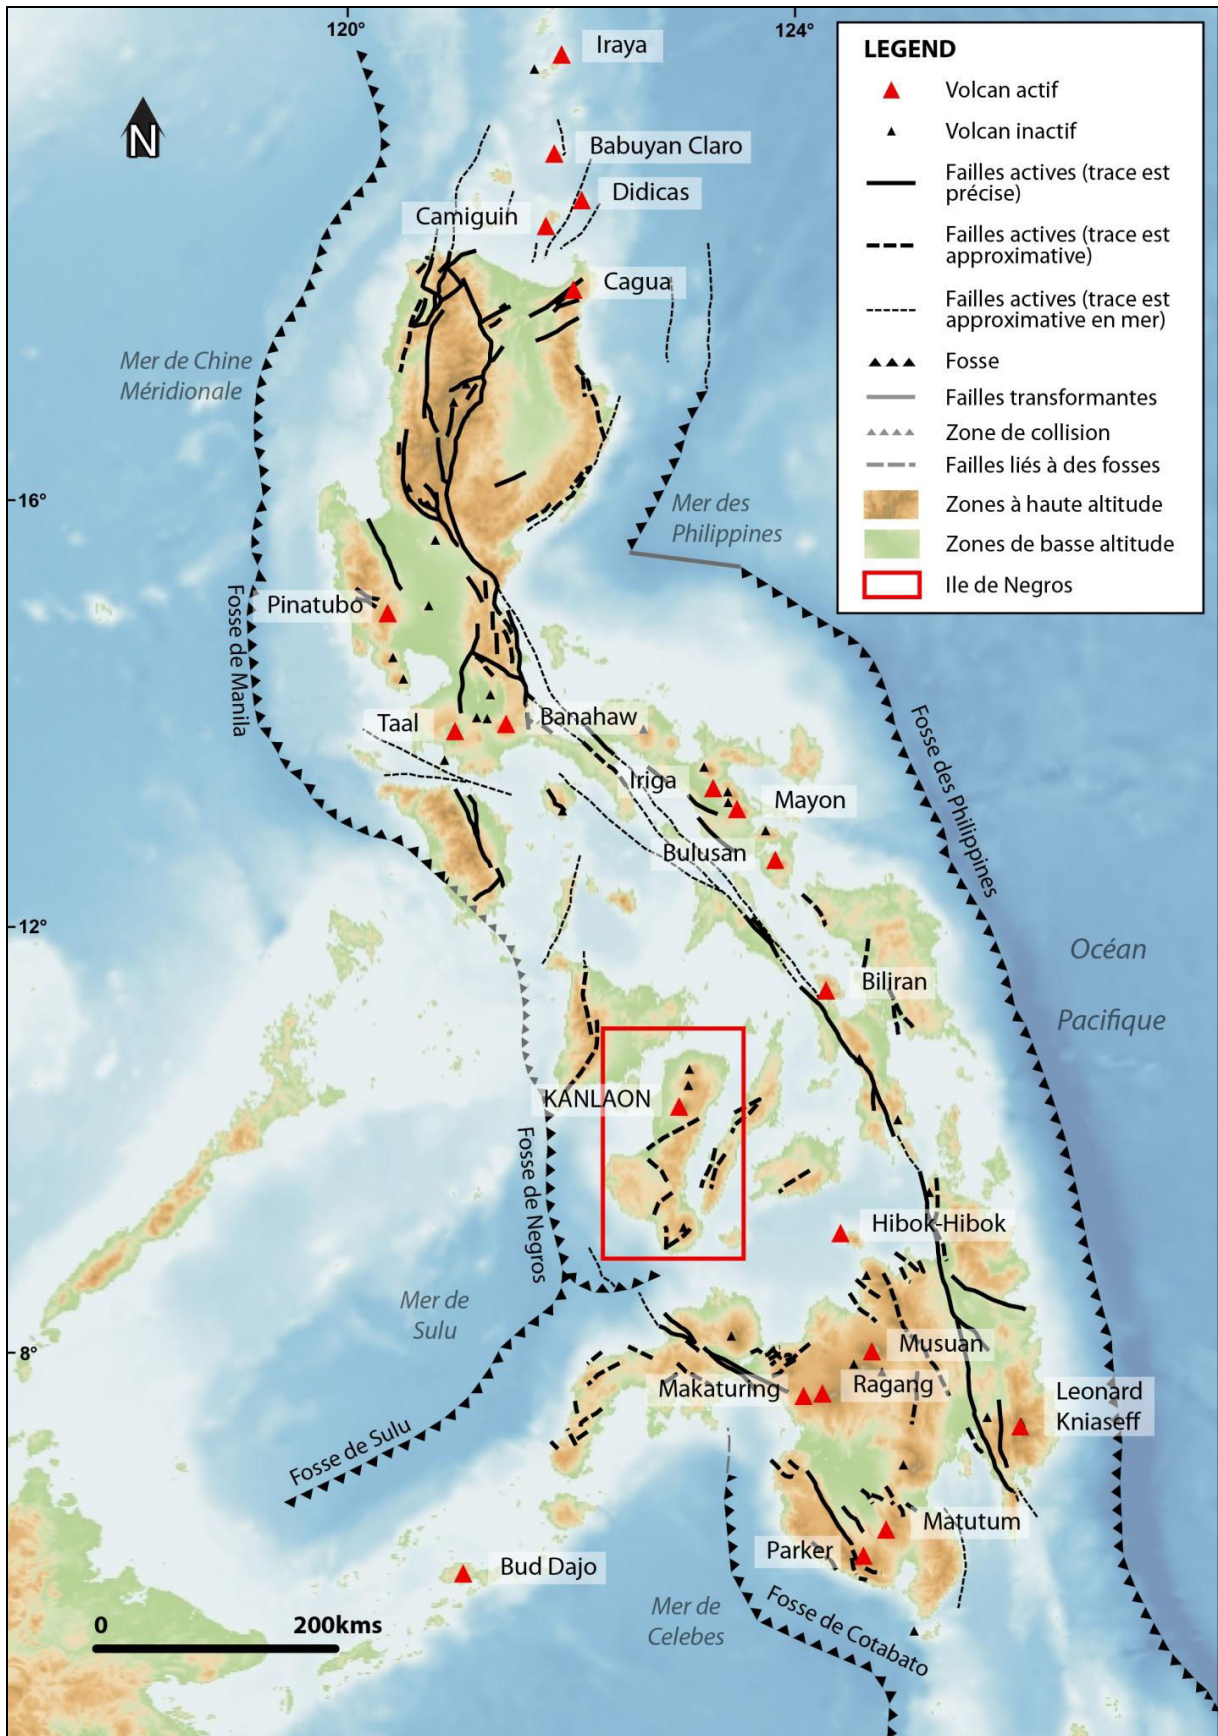 120°
124°
Iraya
LEGEND
Volcan actif
Volcan inactif
Failles actives (trace est
précise)
Failles actives (trace est
approximative)
Failles actives (trace est
approximative en mer)
Fosse
Failles transformantes
Zone de collision
Failles liés à des fosses
Zones à haute altitude
Zones de basse altitude
Ile de Negros
N
Babuyan Claro
Didicas
Camiguin
Cagua
Mer de Chine
Méridionale
16°
Mer des
Philippines
Pinatubo
Fosse de Manila
Taal
Banahaw
Iriga
Mayon
Bulusan
Fosse des Philippines
12°
Océan
Pacifique
Biliran
KANLAON
Fosse de Negros
Hibok-Hibok
Mer de
Sulu
8°
Musuan
Makaturing
Ragang
Leonard
Kniaseff
Fosse de Sulu
Matutum
Parker
Bud Dajo
Mer de
Celebes
Fosse de Cotabato
0
200kms